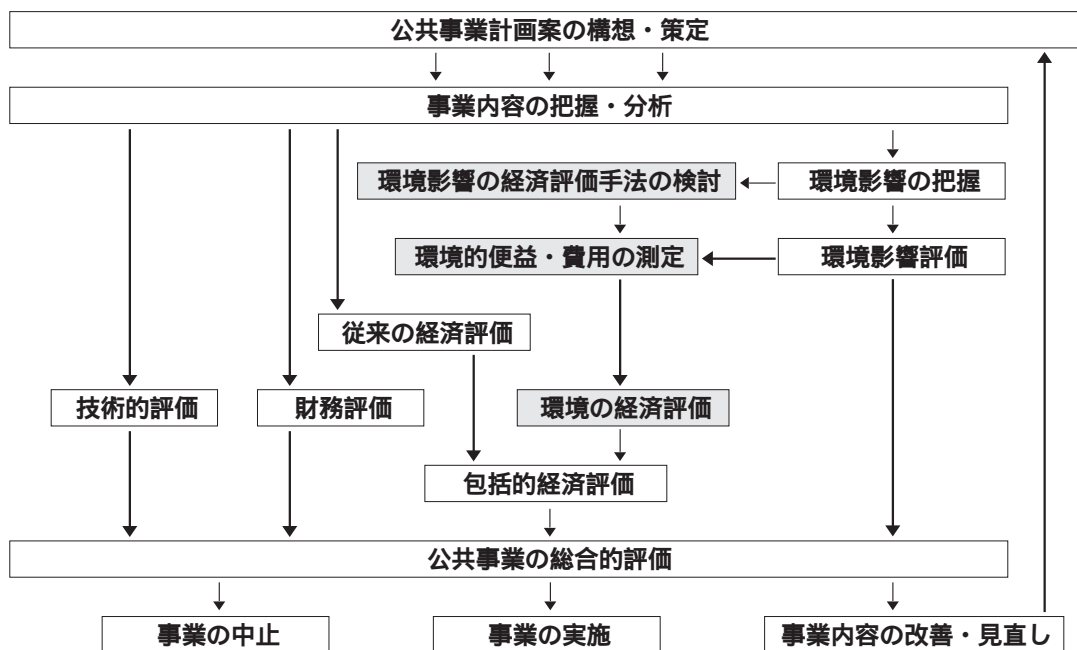 公共事業計画案の構想・策定
事業内容の把握・分析
環境影響の経済評価手法の検討
環境影響の把握
環境的便益・費用の測定
環境影響評価
従来の経済評価
技術的評価
財務評価
環境の経済評価
包括的経済評価
公共事業の総合的評価
事業の中止
事業の実施
事業内容の改善・見直し